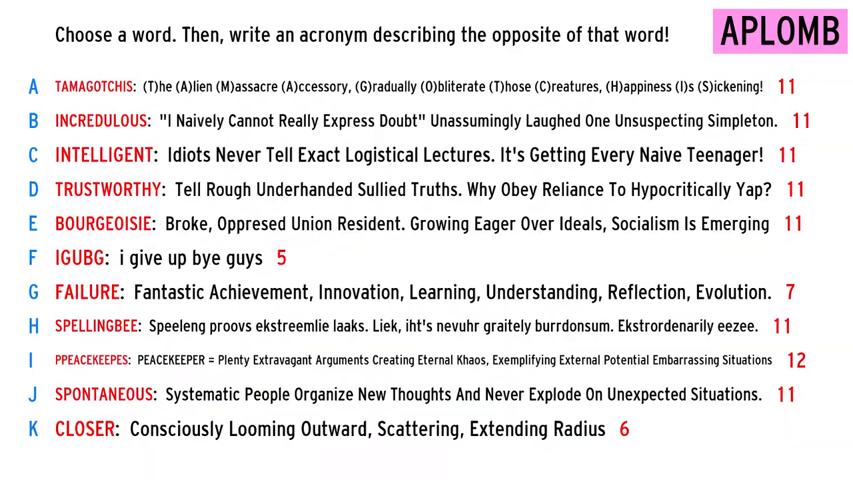 Choose a word. Then, write an acronym describing the opposite of that word!
APLOMB
A TAMAGOTCHIS: (T)he (A)lien (M)assacre (A)ccessory, (G)radually (O)bliterate (T)hose (C)reatures, (H)appiness (I)s (S)ickening! 11
B INCREDULOUS: "I Naively Cannot Really Express Doubt" Unassumingly Laughed One Unsuspecting Simpleton. 11
C INTELLIGENT: Idiots Never Tell Exact Logistical Lectures. It's Getting Every Naive Teenager! 11
D TRUSTWORTHY: Tell Rough Underhanded Sullied Truths. Why Obey Reliance To Hypocritically Yap? 11
E BOURGEOISIE: Broke, Oppresed Union Resident. Growing Eager Over Ideals, Socialism Is Emerging 11
F IGUBG: i give up bye guys 5
G FAILURE: Fantastic Achievement, Innovation, Learning, Understanding, Reflection, Evolution. 7
H SPELLINGBEE: Speeleng proovs ekstreemlie laaks. Liek, iht's nevuhr graitely burrdonsum. Ekstrordenarily eezee. 11
I PPEACEKEEPES: PEACEKEEPER = Plenty Extravagant Arguments Creating Eternal Khaos, Exemplifying External Potential Embarrassing Situations 12
J SPONTANEOUS: Systematic People Organize New Thoughts And Never Explode On Unexpected Situations. 11
K CLOSER: Consciously Looming Outward, Scattering, Extending Radius 6